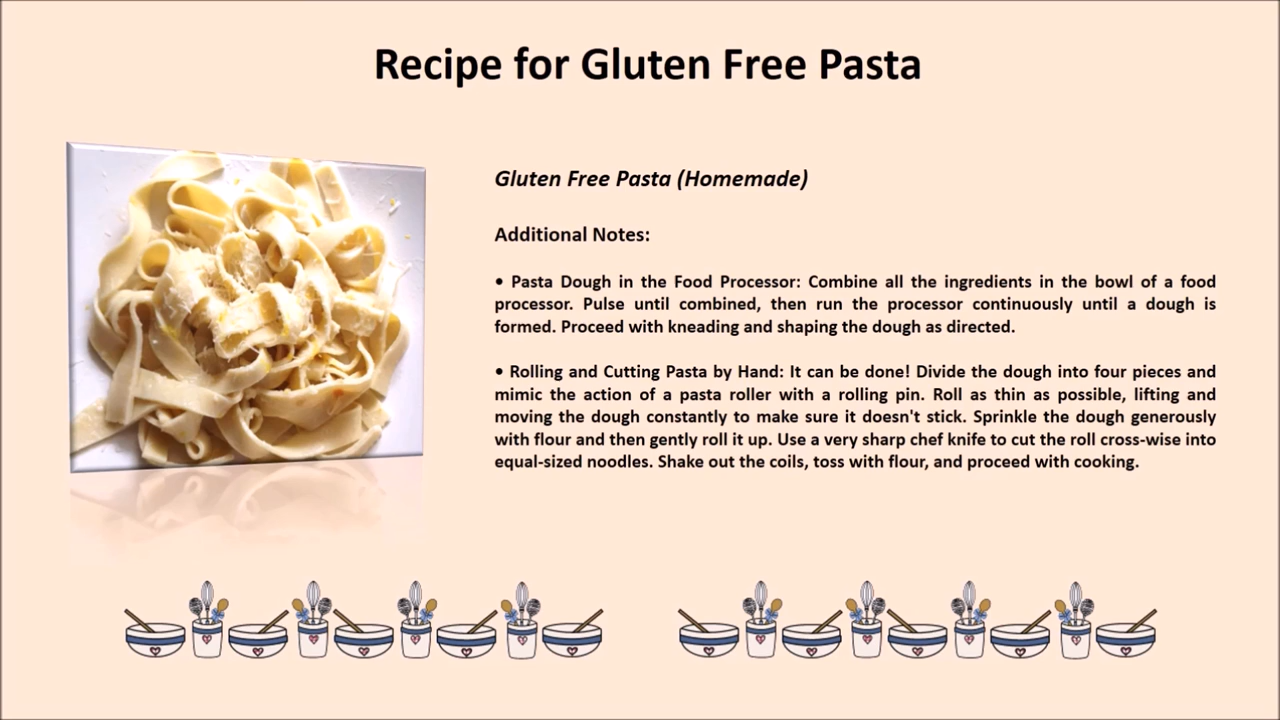 Recipe for Gluten Free Pasta
Gluten Free Pasta (Homemade)
Additional Notes:
• Pasta Dough in the Food Processor: Combine all the ingredients in the bowl of a food
processor. Pulse until combined, then run the processor continuously until a dough is
formed. Proceed with kneading and shaping the dough as directed.
• Rolling and Cutting Pasta by Hand: It can be done! Divide the dough into four pieces and
mimic the action of a pasta roller with a rolling pin. Roll as thin as possible, lifting and
moving the dough constantly to make sure it doesn't stick. Sprinkle the dough generously
with flour and then gently roll it up. Use a very sharp chef knife to cut the roll cross-wise into
equal-sized noodles. Shake out the coils, toss with flour, and proceed with cooking.